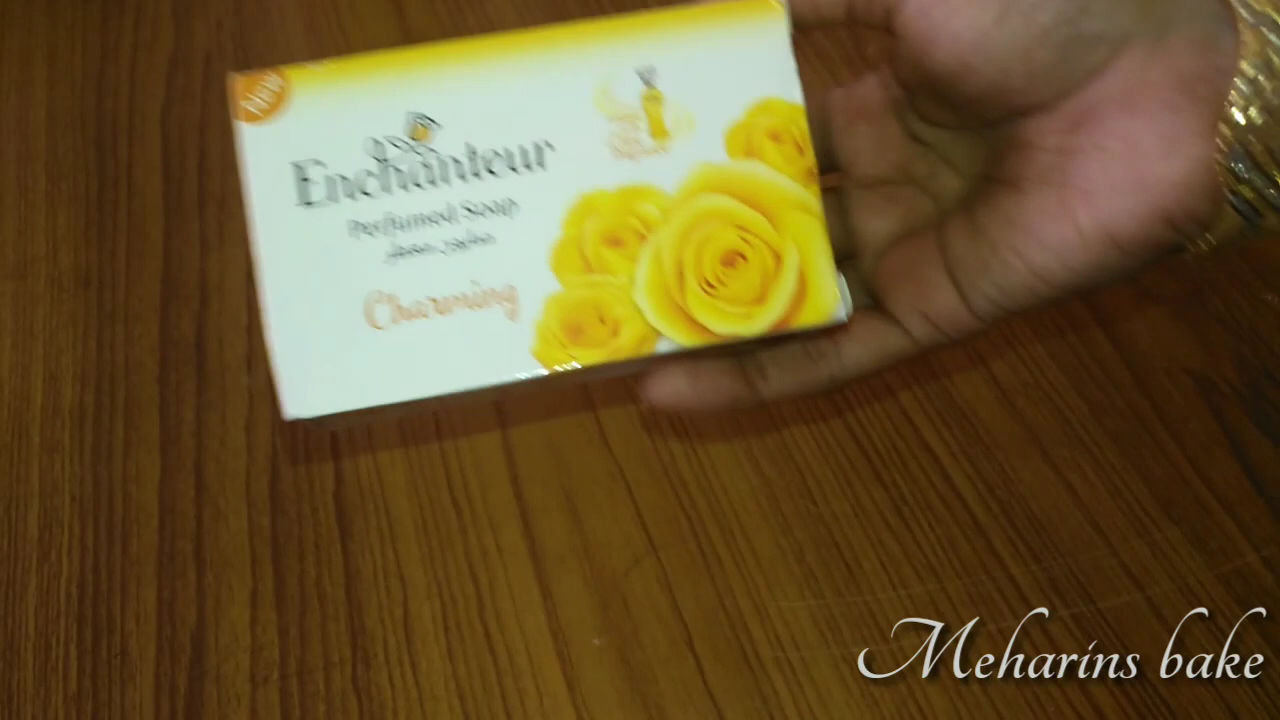 New
Enchanteur
Perfumed Soap
Charming
Meharins bake